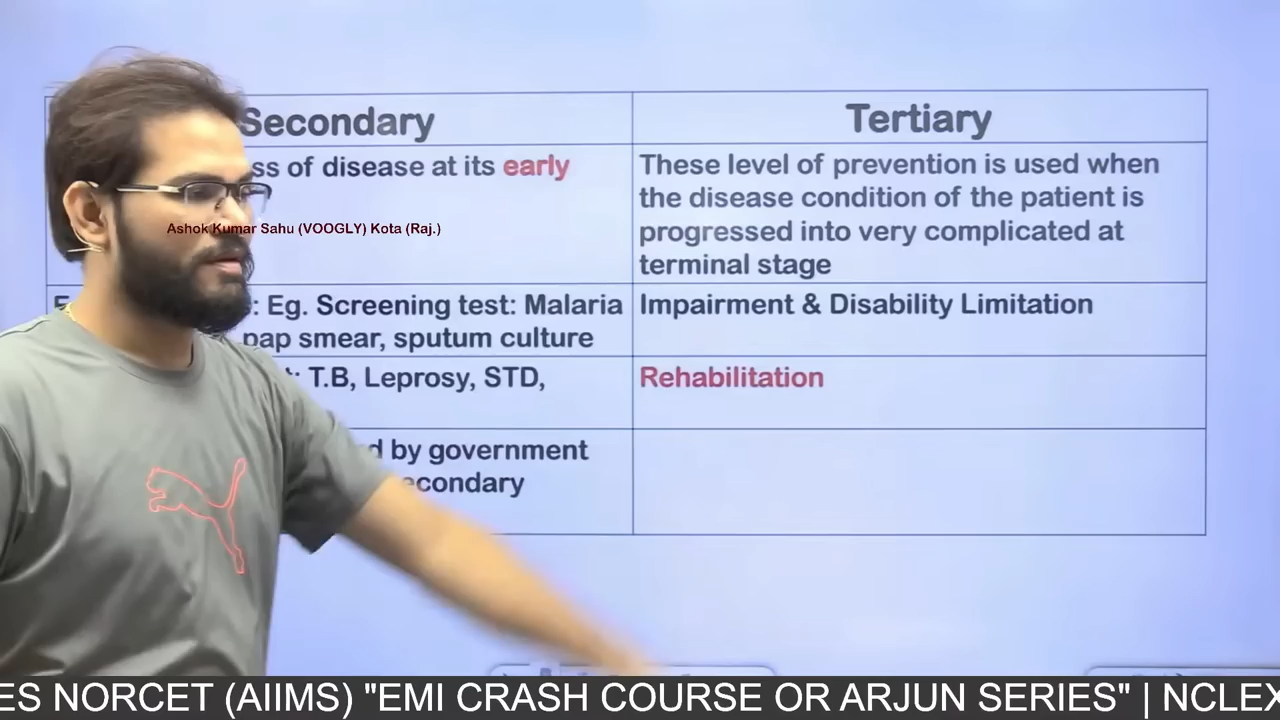 Secondary
Tertiary
of disease at its early
These level of prevention is used when
the disease condition of the patient is
progressed into very complicated at
terminal stage
Ashok Kumar Sahu (VOOGLY) Kota (Raj.)
: Eg. Screening test: Malaria
pap smear, sputum culture
Impairment & Disability Limitation
T.B, Leprosy, STD,
Rehabilitation
by government
ES NORCET (AIIMS) "EMI CRASH COURSE OR ARJUN SERIES" | NCLEX